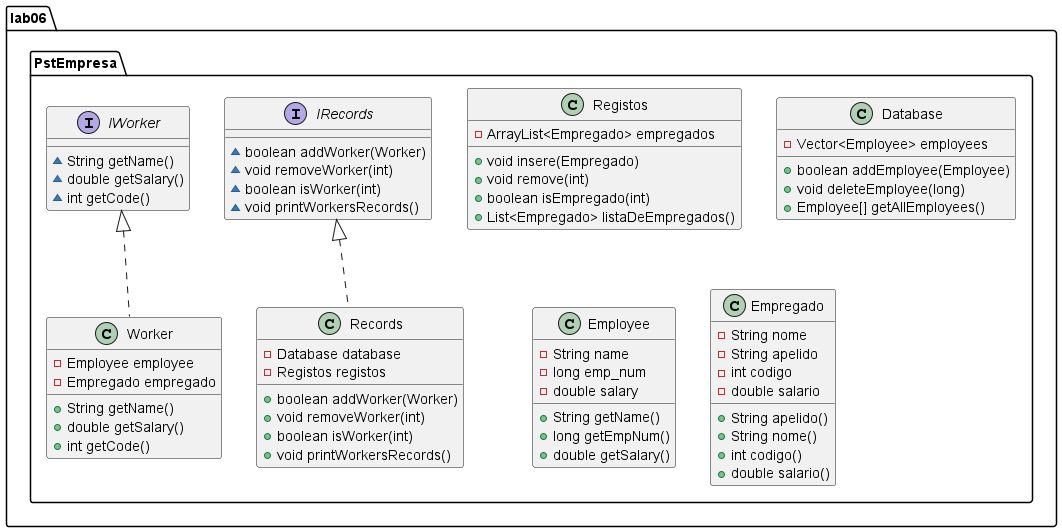 lab06
PstEmpresa
I IWorker
String getName()
double getSalary()
int getCode()
I IRecords
boolean addWorker(Worker)
void removeWorker(int)
boolean isWorker(int)
void printWorkersRecords()
C Registos
ArrayList<Empregado> empregados
void insere(Empregado)
void remove(int)
boolean isEmpregado(int)
List<Empregado> listaDeEmpregados()
C Database
Vector<Employee> employees
boolean addEmployee(Employee)
void deleteEmployee(long)
Employee[] getAllEmployees()
C Worker
Employee employee
Empregado empregado
String getName()
double getSalary()
int getCode()
C Records
Database database
Registos registos
boolean addWorker(Worker)
void removeWorker(int)
boolean isWorker(int)
void printWorkersRecords()
C Employee
String name
long emp_num
double salary
String getName()
long getEmpNum()
double getSalary()
C Empregado
String nome
String apelido
int codigo
double salario
String apelido()
String nome()
int codigo()
double salario()